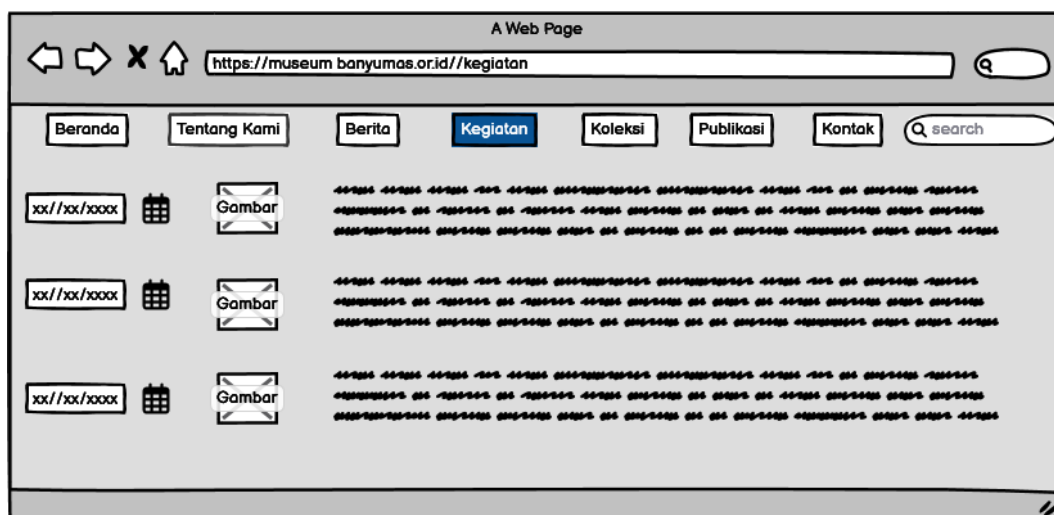 A Web Page
https://museum banyumas.or.id//kegiatan
Beranda Tentang Kami Berita Kegiatan Koleksi Publikasi Kontak search
xx//xx/xxxx Gambar
xx//xx/xxxx Gambar
xx//xx/xxxx Gambar